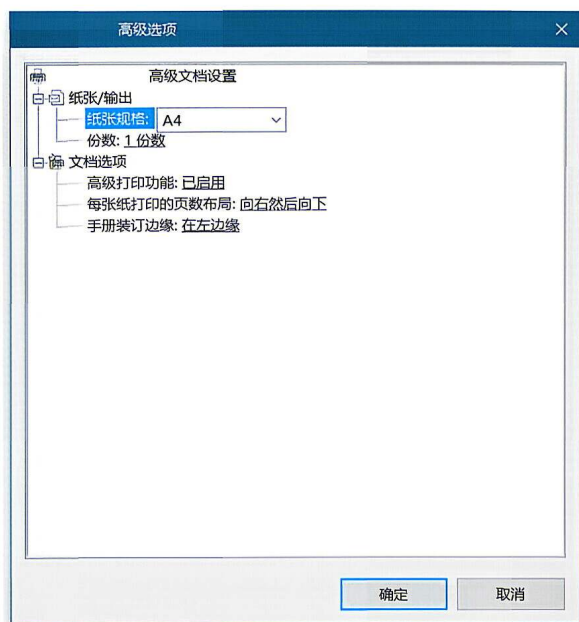 高级选项
高级文档设置
纸张/输出
纸张规格: A4
份数: 1 份数
文档选项
高级打印功能: 已启用
每张纸打印的页数布局: 向右然后向下
手册装订边缘: 在左边缘
确定
取消